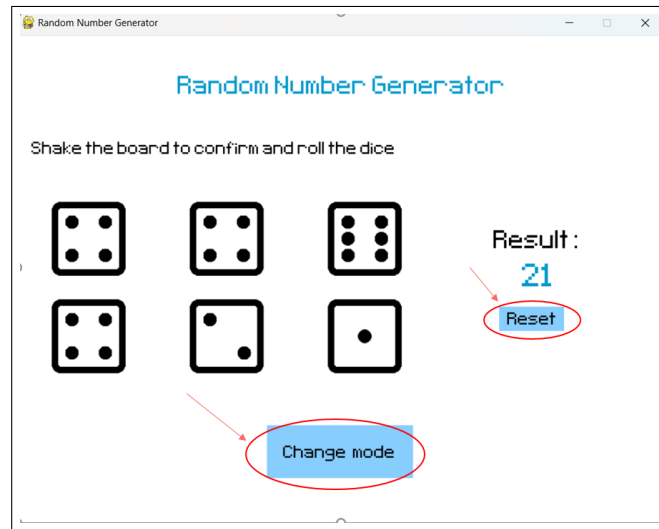 Random Number Generator
Random Number Generator
Shake the board to confirm and roll the dice
Result:
21
Reset
Change mode